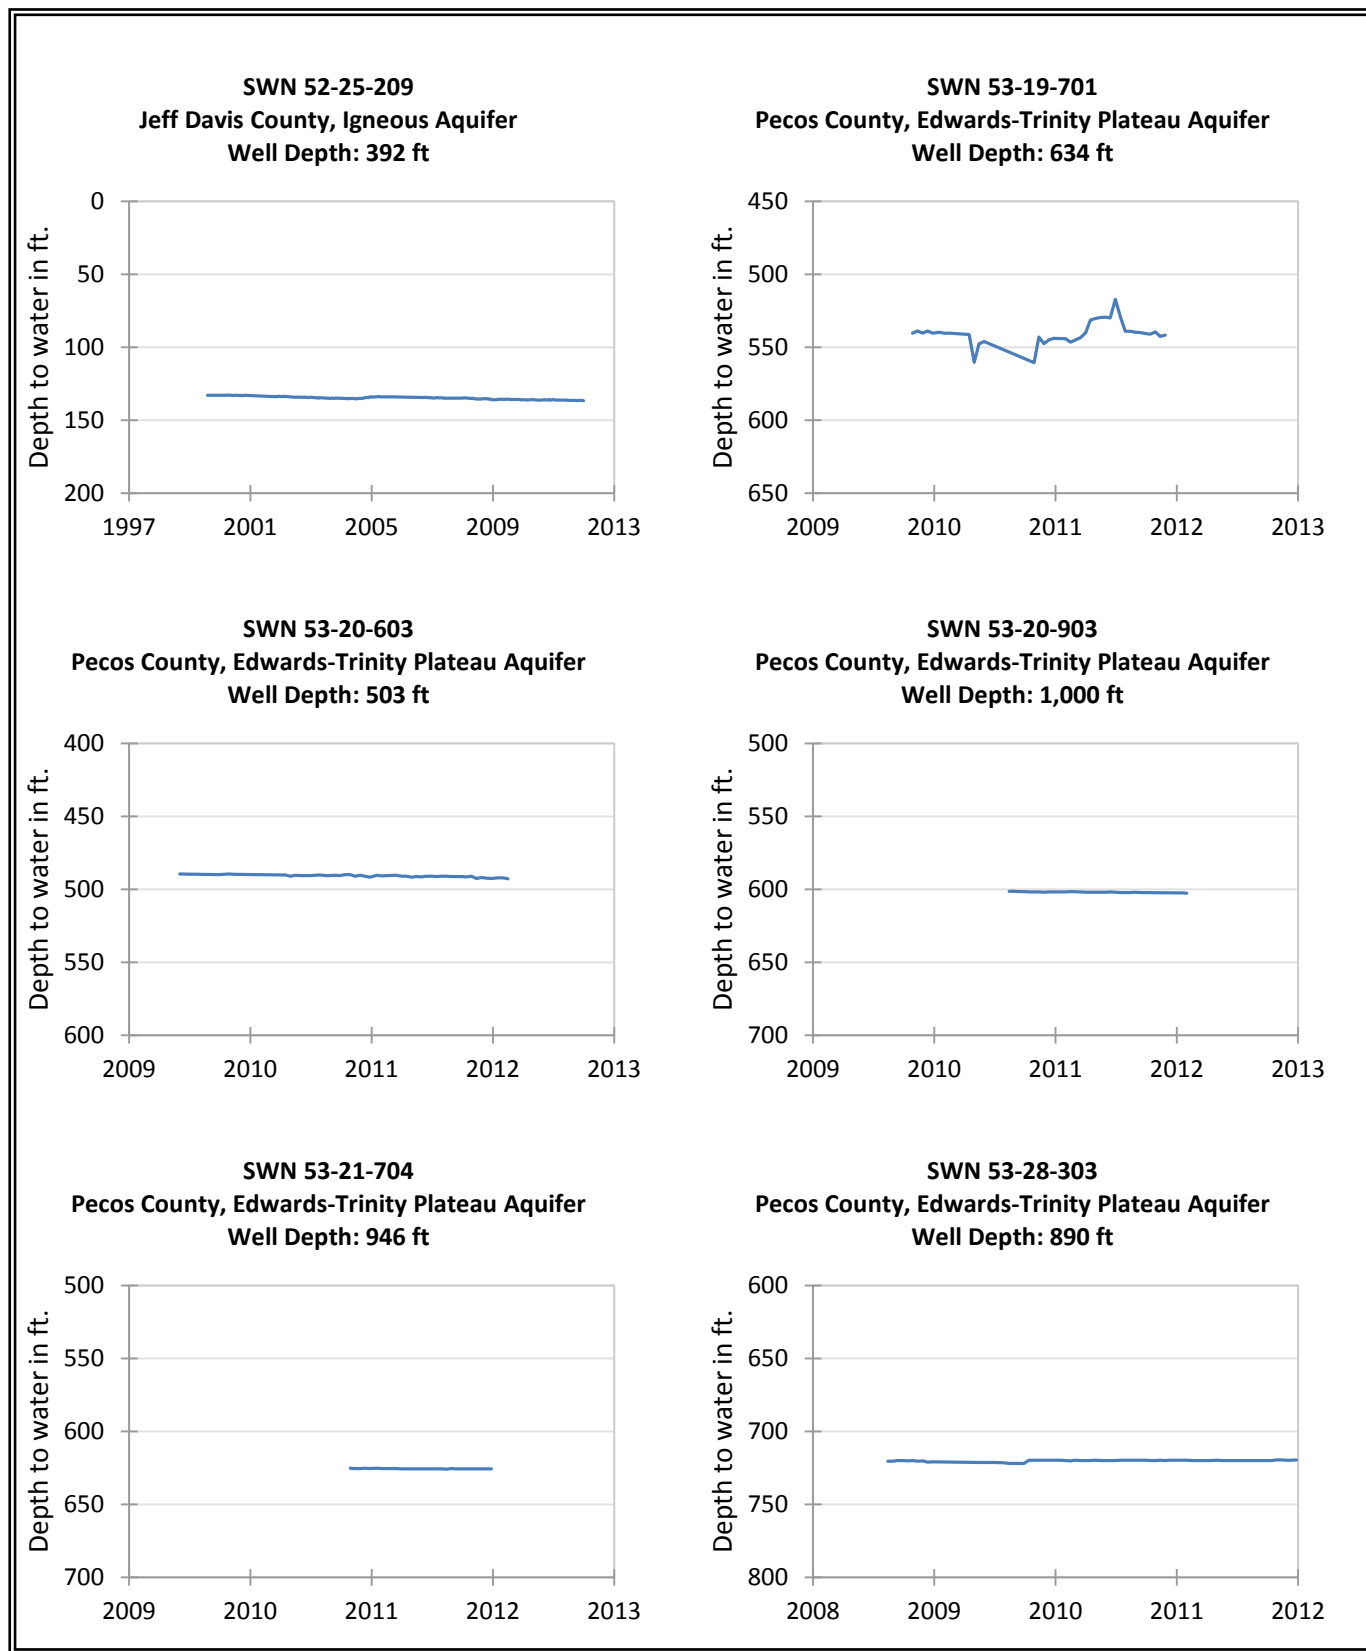 SWN 52-25-209
Jeff Davis County, Igneous Aquifer
Well Depth: 392 ft
0
50
100
150
200
Depth to water in ft.
1997 2001 2005 2009 2013
SWN 53-19-701
Pecos County, Edwards-Trinity Plateau Aquifer
Well Depth: 634 ft
450
500
550
600
650
Depth to water in ft.
2009 2010 2011 2012 2013
SWN 53-20-603
Pecos County, Edwards-Trinity Plateau Aquifer
Well Depth: 503 ft
400
450
500
550
600
Depth to water in ft.
2009 2010 2011 2012 2013
SWN 53-20-903
Pecos County, Edwards-Trinity Plateau Aquifer
Well Depth: 1,000 ft
500
550
600
650
700
Depth to water in ft.
2009 2010 2011 2012 2013
SWN 53-21-704
Pecos County, Edwards-Trinity Plateau Aquifer
Well Depth: 946 ft
500
550
600
650
700
Depth to water in ft.
2009 2010 2011 2012 2013
SWN 53-28-303
Pecos County, Edwards-Trinity Plateau Aquifer
Well Depth: 890 ft
600
650
700
750
800
Depth to water in ft.
2008 2009 2010 2011 2012